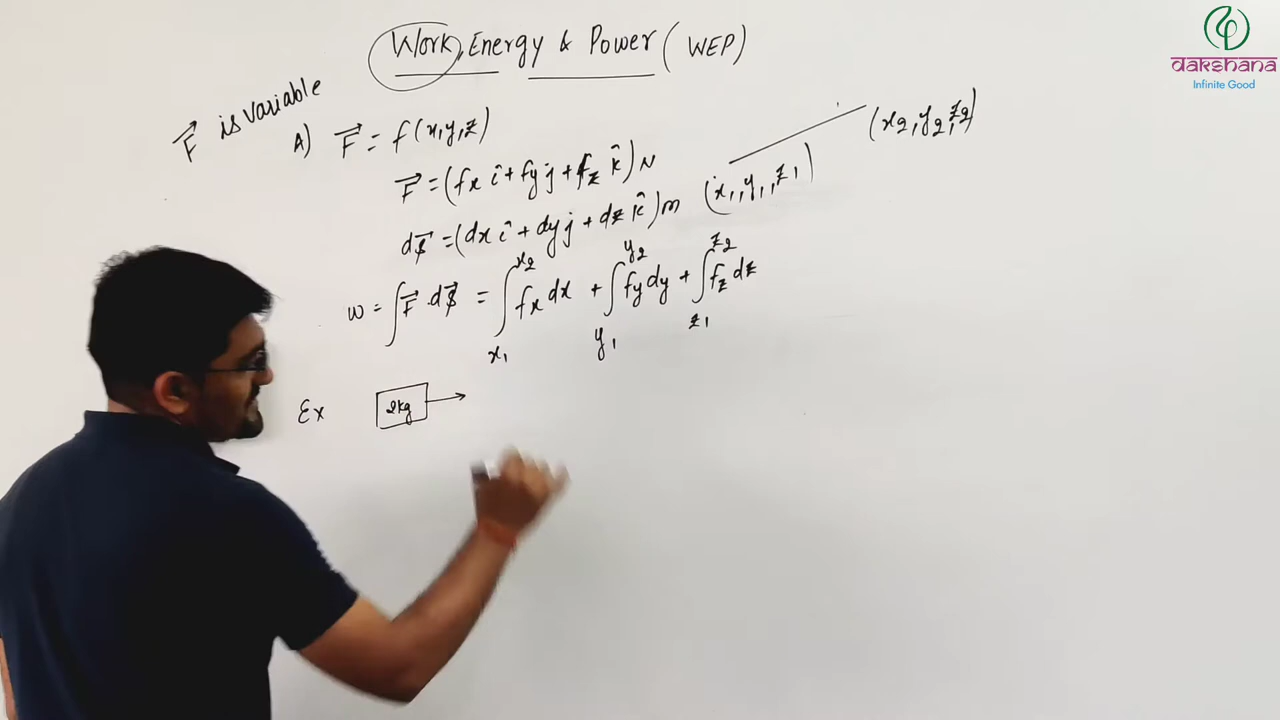 Work, Energy & Power (WEP)
dakshana
Infinite Good
F⃗ is variable
A) F⃗ = f(x,y,z)
(x2,y2,z2)
F⃗ = (fx î + fy ĵ + fz k̂) N
(x1,y1,z1)
ds⃗ = (dx î + dy ĵ + dz k̂) m
W = ∫F⃗.ds⃗ = ∫x1^x2 fx dx + ∫y1^y2 fy dy + ∫z1^z2 fz dz
Ex 2kg